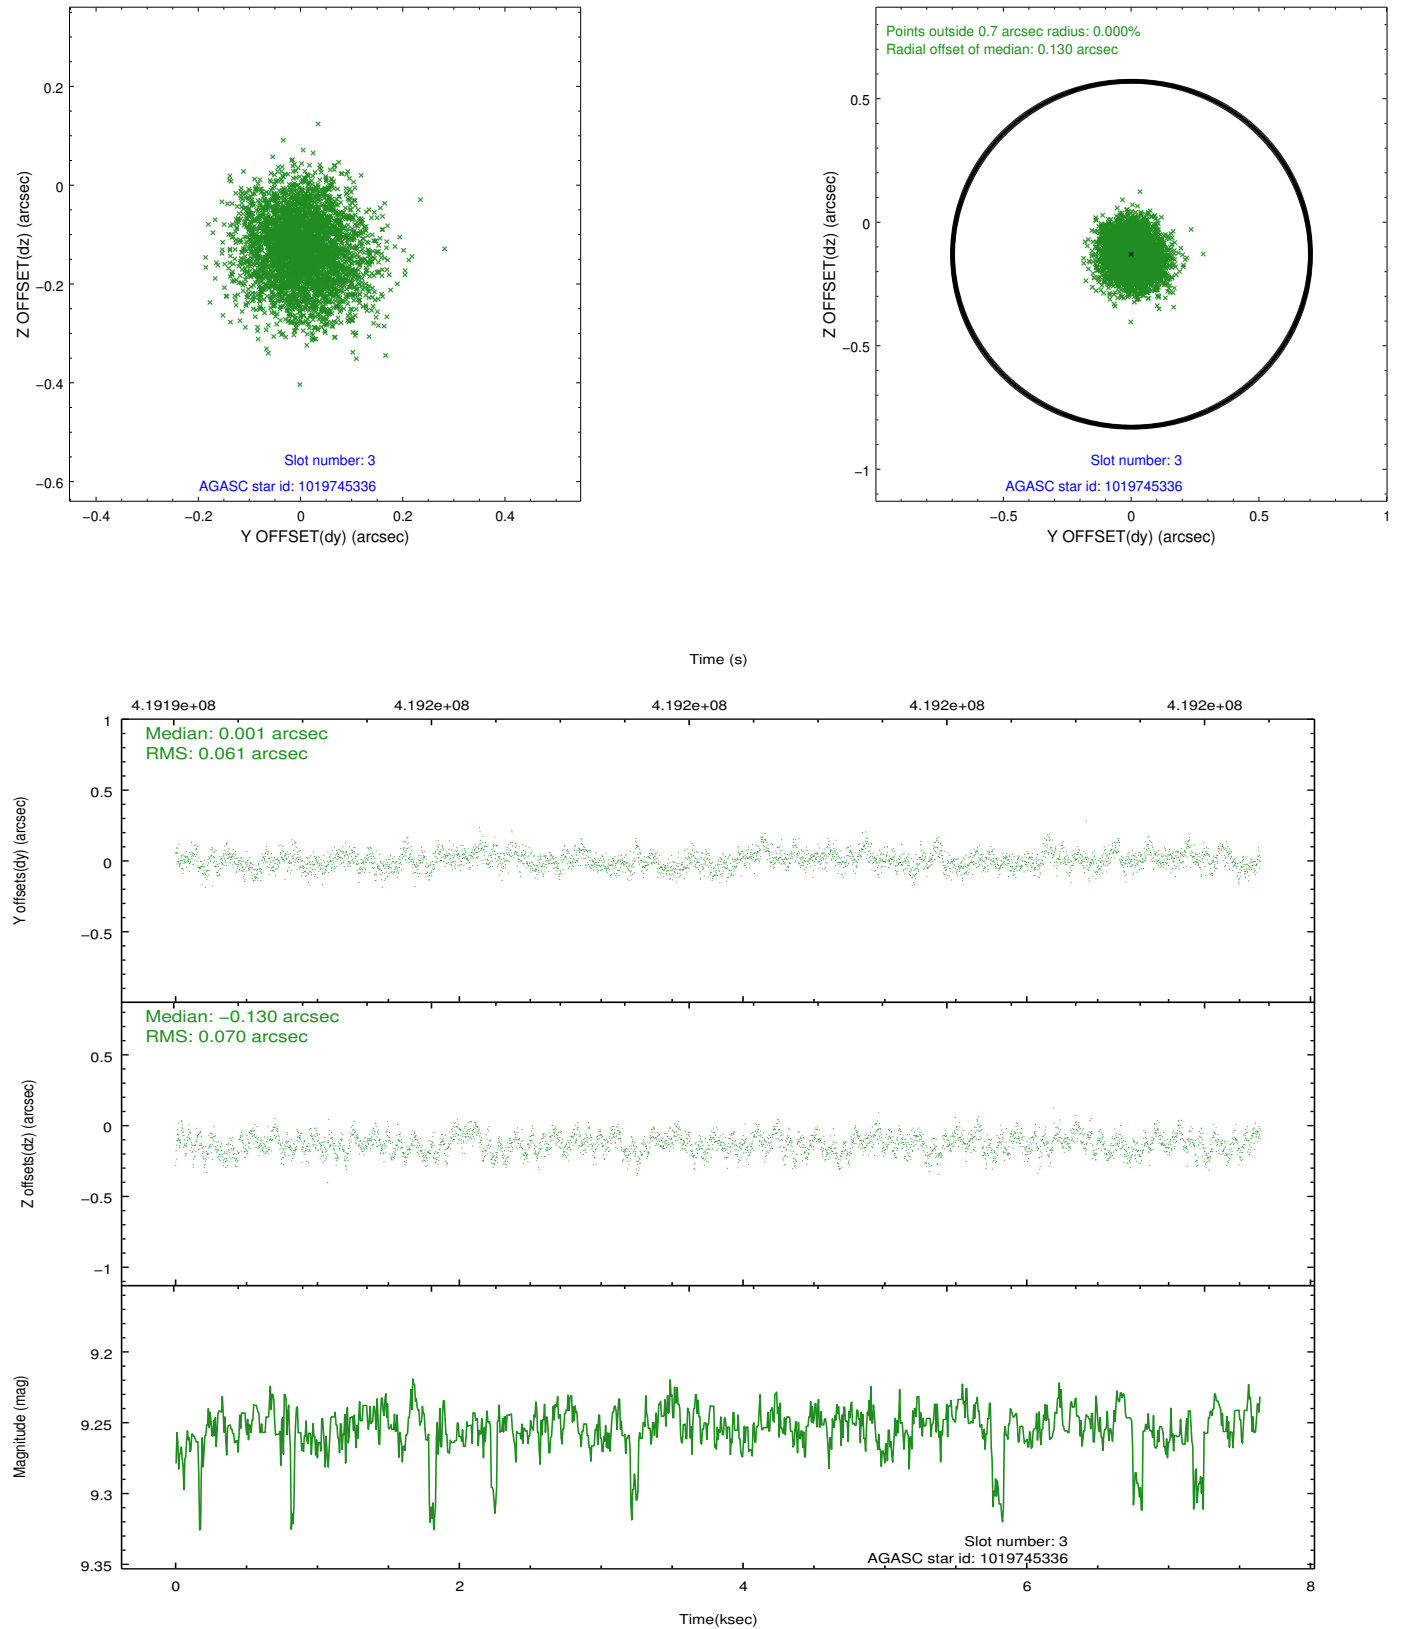 0.2
0
−0.2
−0.4
−0.6
Z OFFSET(dz) (arcsec)
Slot number: 3
AGASC star id: 1019745336
−0.4
−0.2
0
0.2
0.4
Y OFFSET(dy) (arcsec)
Points outside 0.7 arcsec radius: 0.000%
Radial offset of median: 0.130 arcsec
0.5
0
−0.5
−1
Z OFFSET(dz) (arcsec)
Slot number: 3
AGASC star id: 1019745336
−0.5
0
0.5
1
Y OFFSET(dy) (arcsec)
Time (s)
4.1919e+08
4.192e+08
4.192e+08
4.192e+08
4.192e+08
Median: 0.001 arcsec
RMS: 0.061 arcsec
1
0.5
0
−0.5
Y offsets(dy) (arcsec)
Median: −0.130 arcsec
RMS: 0.070 arcsec
0.5
0
−0.5
−1
Z offsets(dz) (arcsec)
9.2
9.25
9.3
9.35
Magnitude (mag)
Slot number: 3
AGASC star id: 1019745336
0
2
4
6
8
Time(ksec)